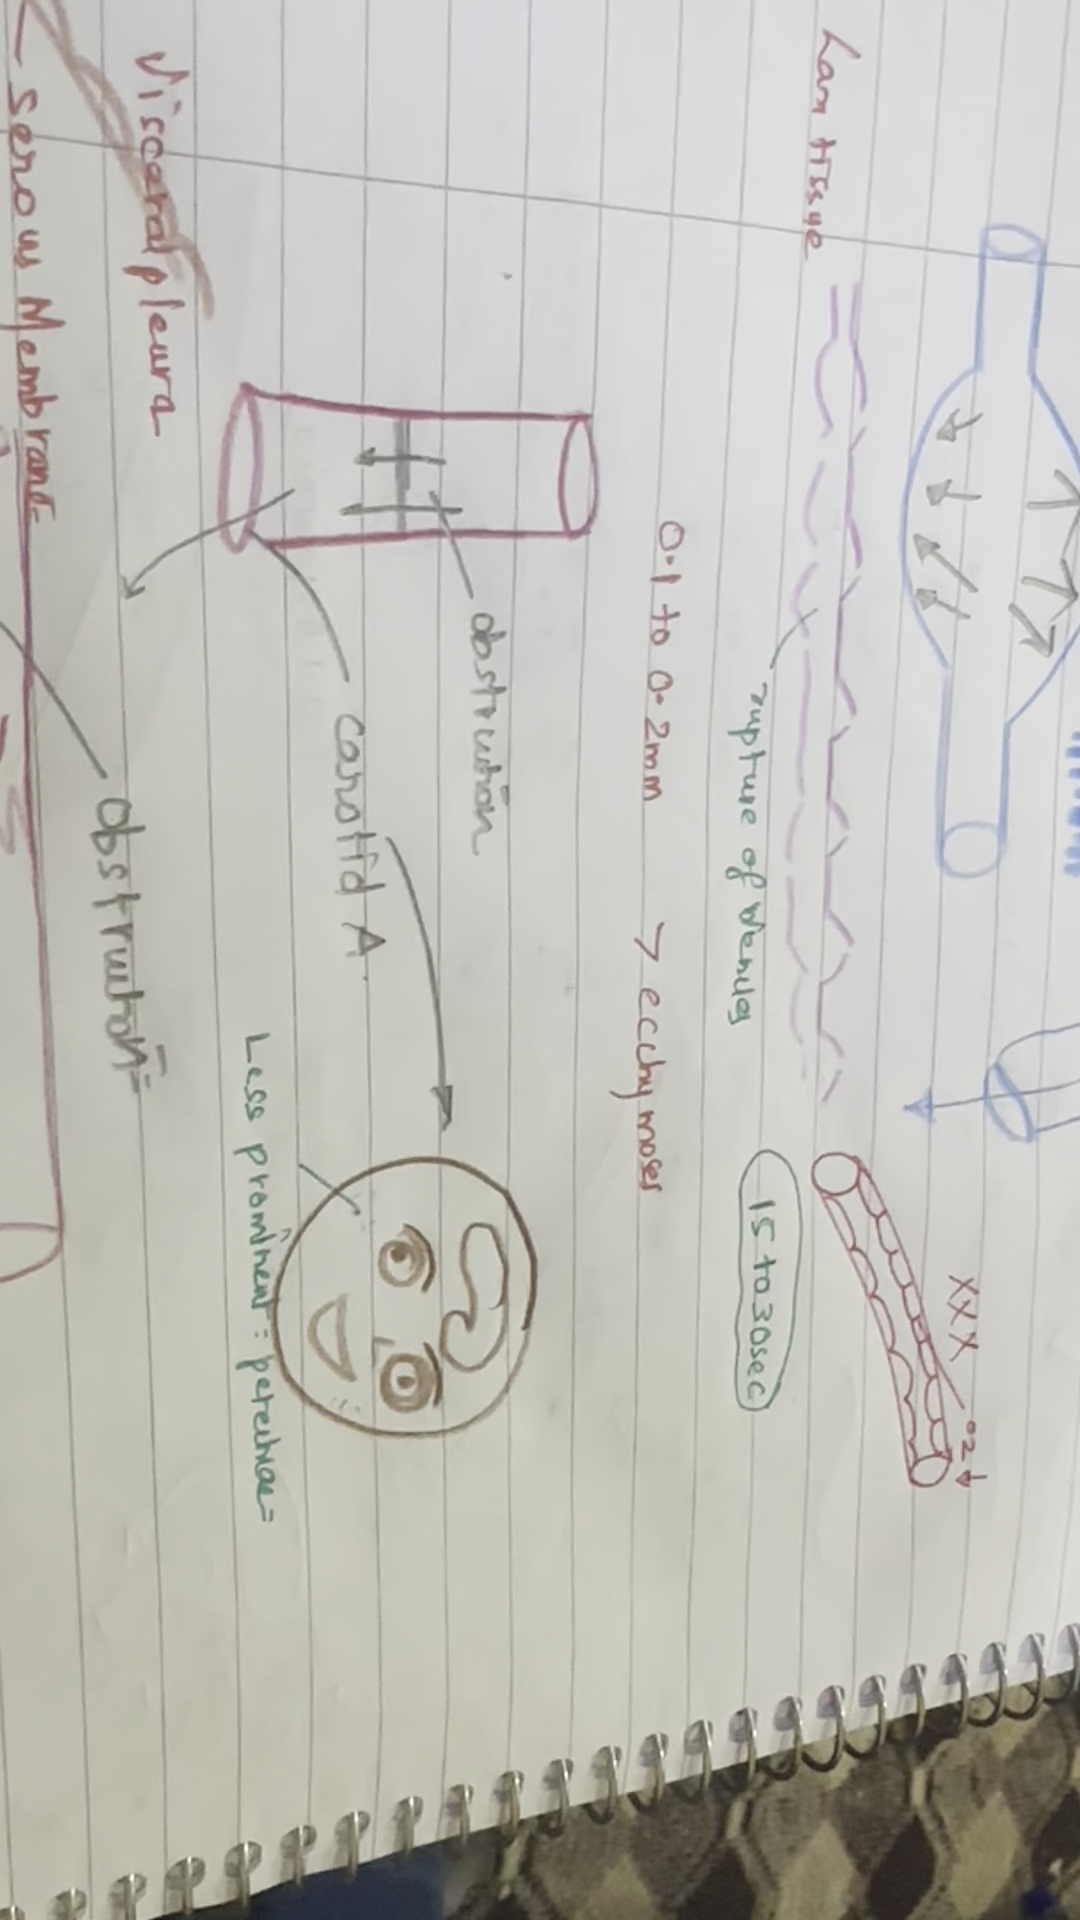 Lax tissue
XXX
O2↓
rupture of venules
15 to 30sec
0.1 to 0.2mm > ecchymoses
obstruction
Carotid A.
Less prominent = petechiae =
Visceral pleura
obstruction =
serous Membrane